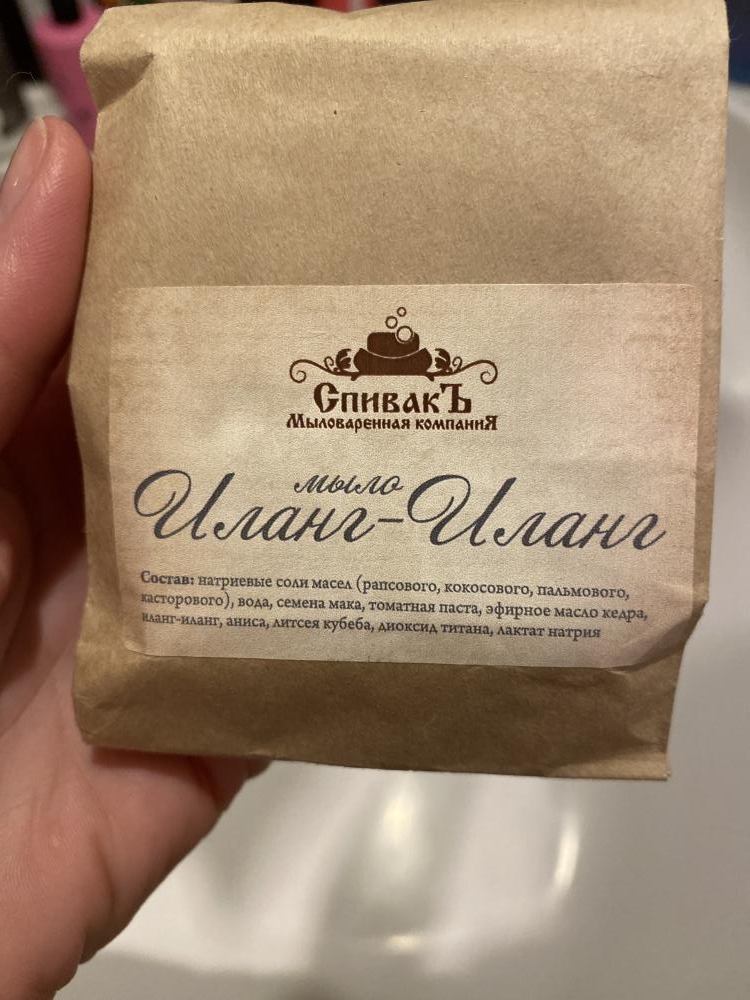 СпивакЪ
Мыловаренная компаниЯ
мыло
Иланг-Иланг
Состав: натриевые соли масел (рапсового, кокосового, пальмового,
касторового), вода, семена мака, томатная паста, эфирное масло кедра,
иланг-иланг, аниса, литсея кубеба, диоксид титана, лактат натрия